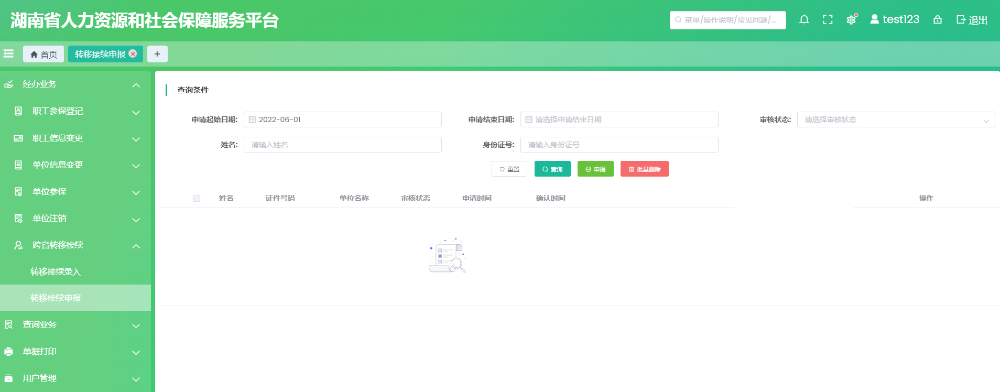 湖南省人力资源和社会保障服务平台
菜单/操作说明/常见问题/...
test123
退出
首页
转移接续申报
+
经办业务
职工参保登记
职工信息变更
单位信息变更
单位参保
单位注销
跨省转移接续
转移接续录入
转移接续申报
查询业务
单据打印
用户管理
查询条件
申请起始日期: 2022-06-01
申请结束日期: 请选择申请结束日期
审核状态: 请选择审核状态
姓名: 请输入姓名
身份证号: 请输入身份证号
重置 查询 申报 批量删除
姓名 证件号码 单位名称 审核状态 申请时间 确认时间 操作